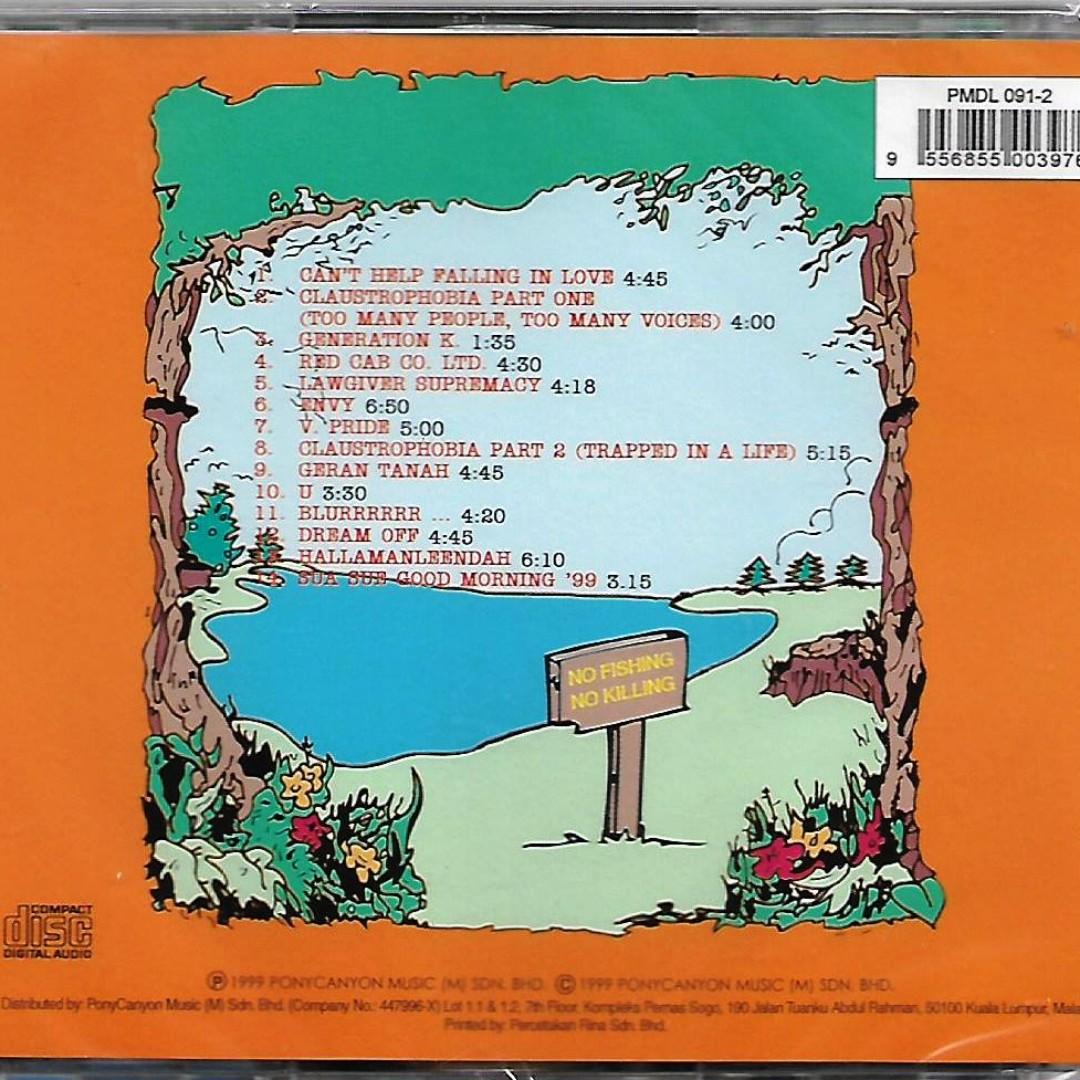 PMDL 091-2
9 556855 003976
1. CAN'T HELP FALLING IN LOVE 4:45
2. CLAUSTROPHOBIA PART ONE
(TOO MANY PEOPLE, TOO MANY VOICES) 4:00
3. GENERATION K. 1:35
4. RED CAB CO. LTD. 4:30
5. LAWGIVER SUPREMACY 4:18
6. ENVY 6:50
7. V. PRIDE 5:00
8. CLAUSTROPHOBIA PART 2 (TRAPPED IN A LIFE) 5:15
9. GERAN TANAH 4:45
10. U 3:30
11. BLURRRRRR ... 4:20
12. DREAM OFF 4:45
13. HALLAMANLEENDAH 6:10
14. SUA SUE GOOD MORNING '99 3.15
NO FISHING
NO KILLING
COMPACT
disc
DIGITAL AUDIO
Ⓟ 1999 PONYCANYON MUSIC (M) SDN. BHD. © 1999 PONYCANYON MUSIC (M) SDN. BHD.
Distributed by: PonyCanyon Music (M) Sdn. Bhd. (Company No.: 447996-X) Lot 1.1 & 1.2, 7th Floor, Kompleks Pernas Sogo, 190 Jalan Tuanku Abdul Rahman, 50100 Kuala Lumpur, Mala
Printed by: Percetakan Rina Sdn. Bhd.